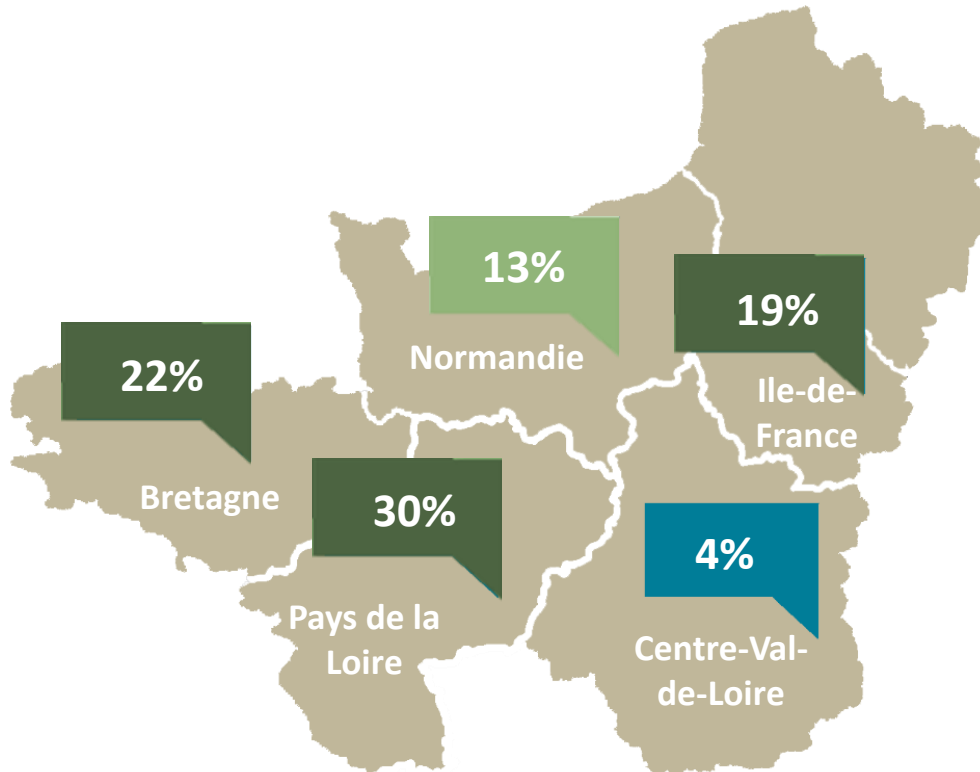 13%
Normandie
19%
Ile-de-
France
22%
Bretagne
30%
Pays de la
Loire
4%
Centre-Val-
de-Loire